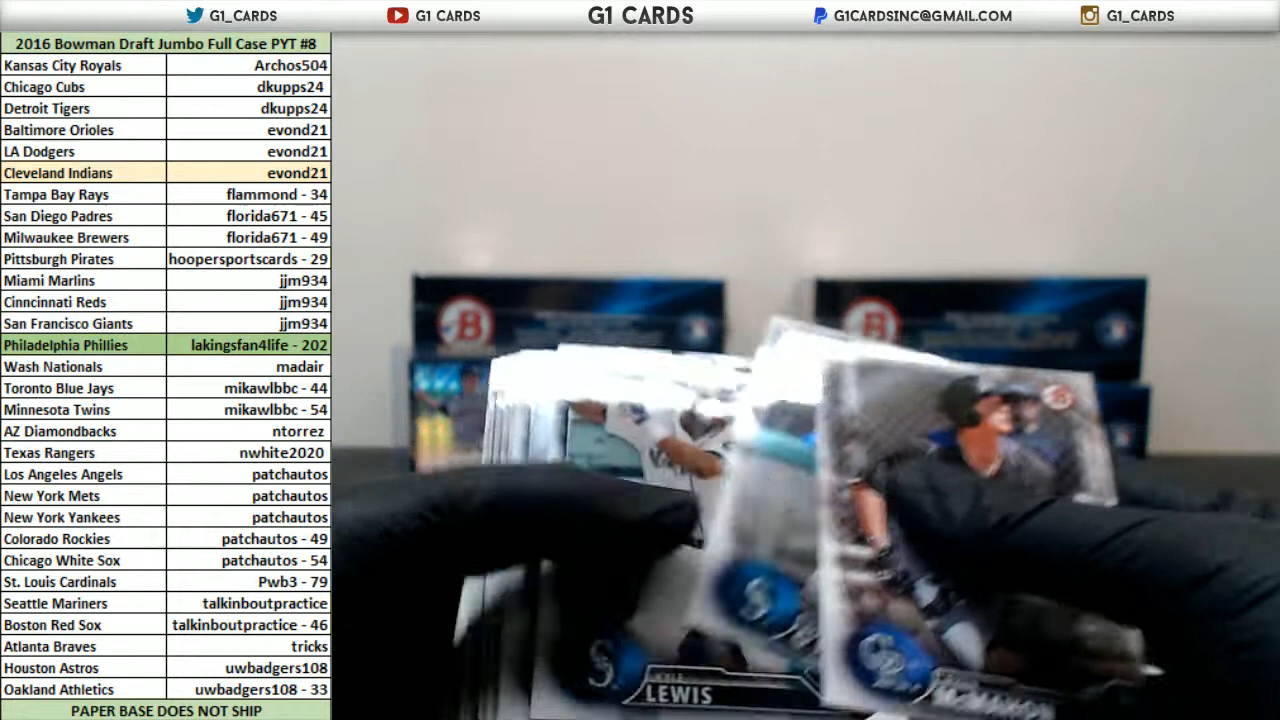 G1_CARDS G1 CARDS G1 CARDS G1CARDSINC@GMAIL.COM G1_CARDS
2016 Bowman Draft Jumbo Full Case PYT #8
Kansas City Royals Archos504
Chicago Cubs dkupps24
Detroit Tigers dkupps24
Baltimore Orioles evond21
LA Dodgers evond21
Cleveland Indians evond21
Tampa Bay Rays flammond - 34
San Diego Padres florida671 - 45
Milwaukee Brewers florida671 - 49
Pittsburgh Pirates hoopersportscards - 29
Miami Marlins jjm934
Cinncinnati Reds jjm934
San Francisco Giants jjm934
Philadelphia Phillies lakingsfan4life - 202
Wash Nationals madair
Toronto Blue Jays mikawlbbc - 44
Minnesota Twins mikawlbbc - 54
AZ Diamondbacks ntorrez
Texas Rangers nwhite2020
Los Angeles Angels patchautos
New York Mets patchautos
New York Yankees patchautos
Colorado Rockies patchautos - 49
Chicago White Sox patchautos - 54
St. Louis Cardinals Pwb3 - 79
Seattle Mariners talkinboutpractice
Boston Red Sox talkinboutpractice - 46
Atlanta Braves tricks
Houston Astros uwbadgers108
Oakland Athletics uwbadgers108 - 33
PAPER BASE DOES NOT SHIP
B
B
LEWIS
McMAHON